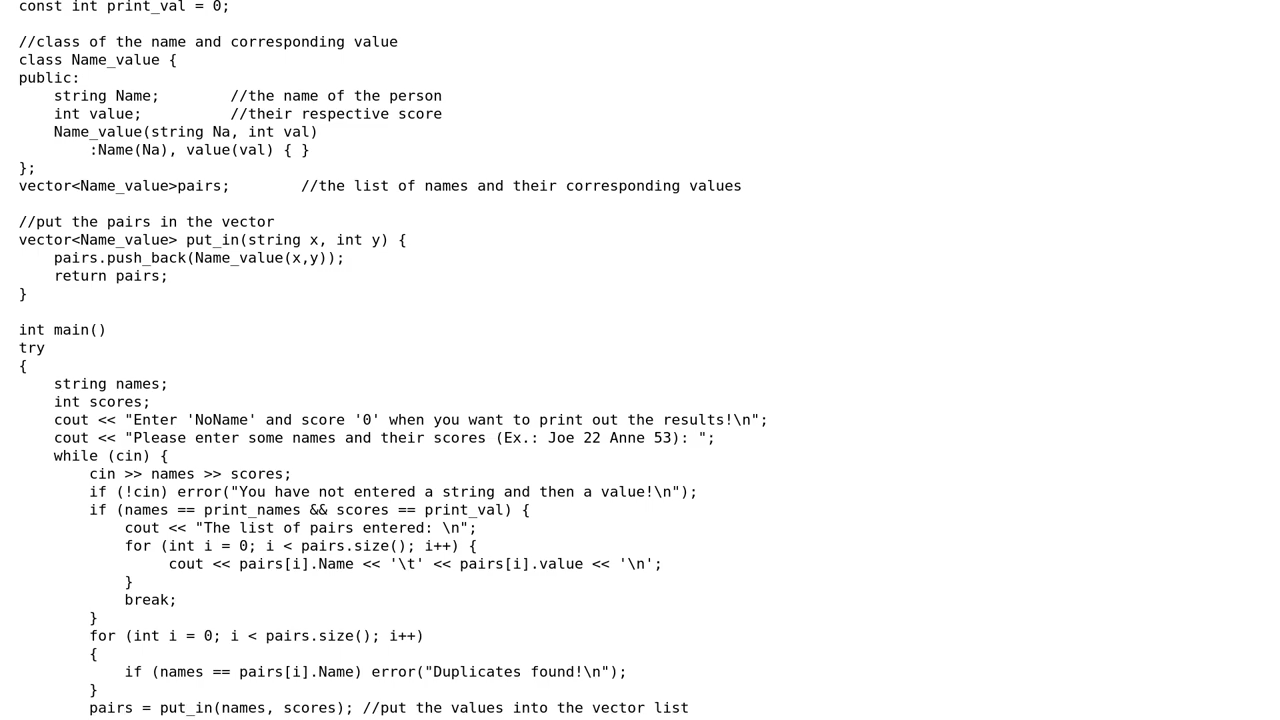 const int print_val = 0;

//class of the name and corresponding value
class Name_value {
public:
    string Name;        //the name of the person
    int value;          //their respective score
    Name_value(string Na, int val)
        :Name(Na), value(val) { }
};
vector<Name_value>pairs;        //the list of names and their corresponding values

//put the pairs in the vector
vector<Name_value> put_in(string x, int y) {
    pairs.push_back(Name_value(x,y));
    return pairs;
}

int main()
try
{
    string names;
    int scores;
    cout << "Enter 'NoName' and score '0' when you want to print out the results!\n";
    cout << "Please enter some names and their scores (Ex.: Joe 22 Anne 53): ";
    while (cin) {
        cin >> names >> scores;
        if (!cin) error("You have not entered a string and then a value!\n");
        if (names == print_names && scores == print_val) {
            cout << "The list of pairs entered: \n";
            for (int i = 0; i < pairs.size(); i++) {
                 cout << pairs[i].Name << '\t' << pairs[i].value << '\n';
            }
            break;
        }
        for (int i = 0; i < pairs.size(); i++)
        {
            if (names == pairs[i].Name) error("Duplicates found!\n");
        }
        pairs = put_in(names, scores); //put the values into the vector list